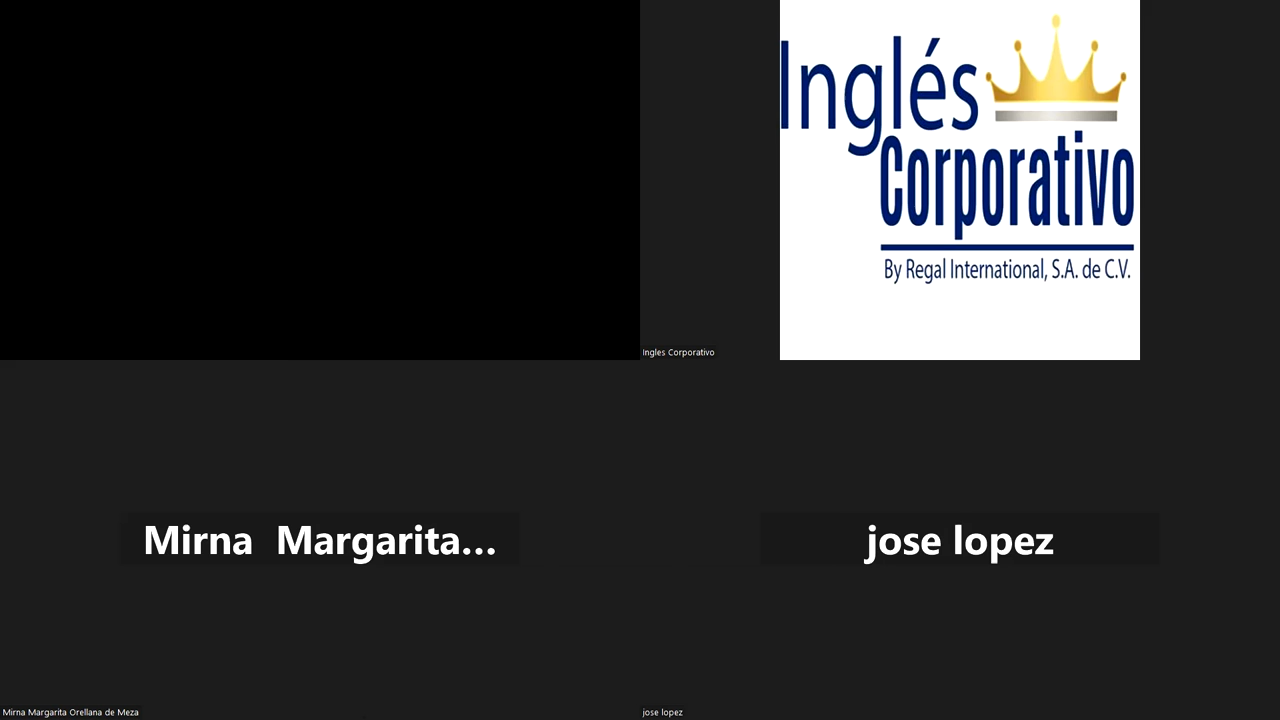 Inglés
Corporativo
By Regal International, S.A. de C.V.
Ingles Corporativo
Mirna Margarita...
jose lopez
Mirna Margarita Orellana de Meza
jose lopez